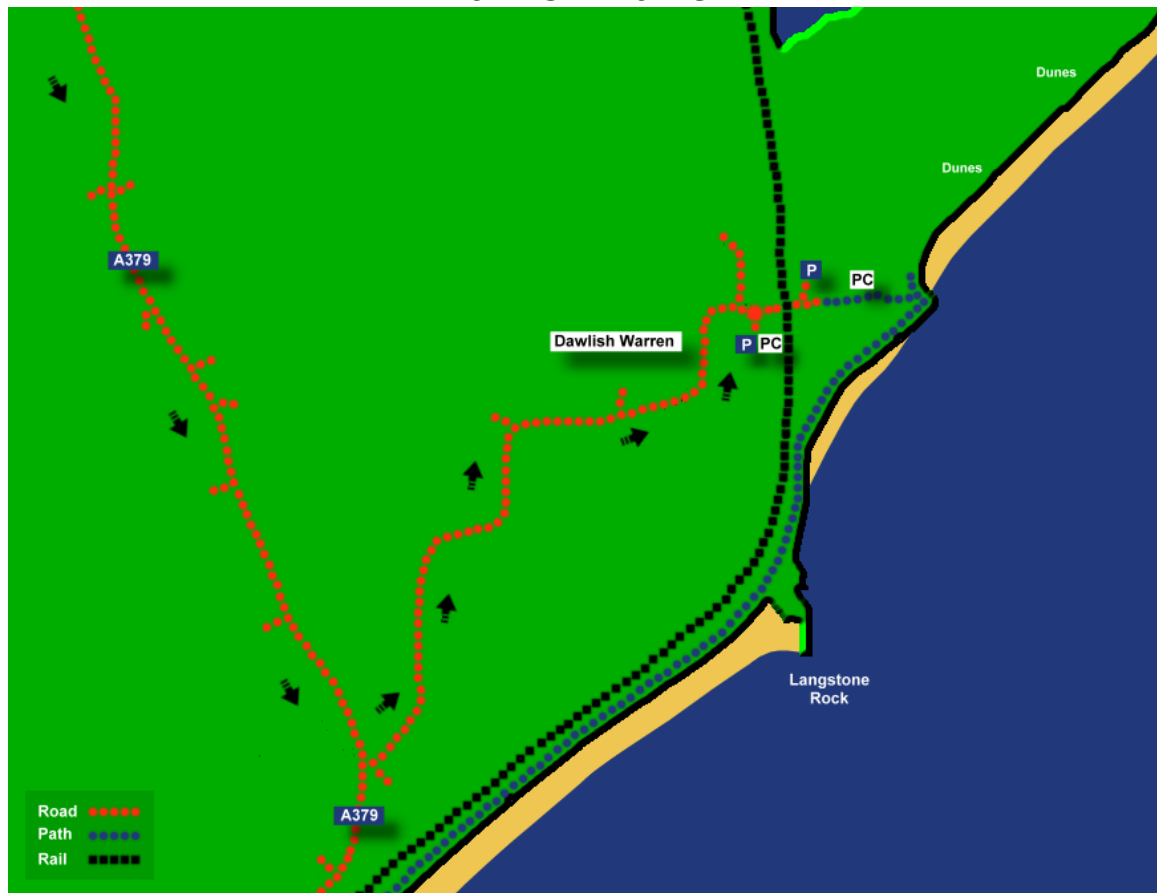 Dunes
Dunes
A379
P
PC
Dawlish Warren
P
PC
Langstone
Rock
A379
Road
Path
Rail